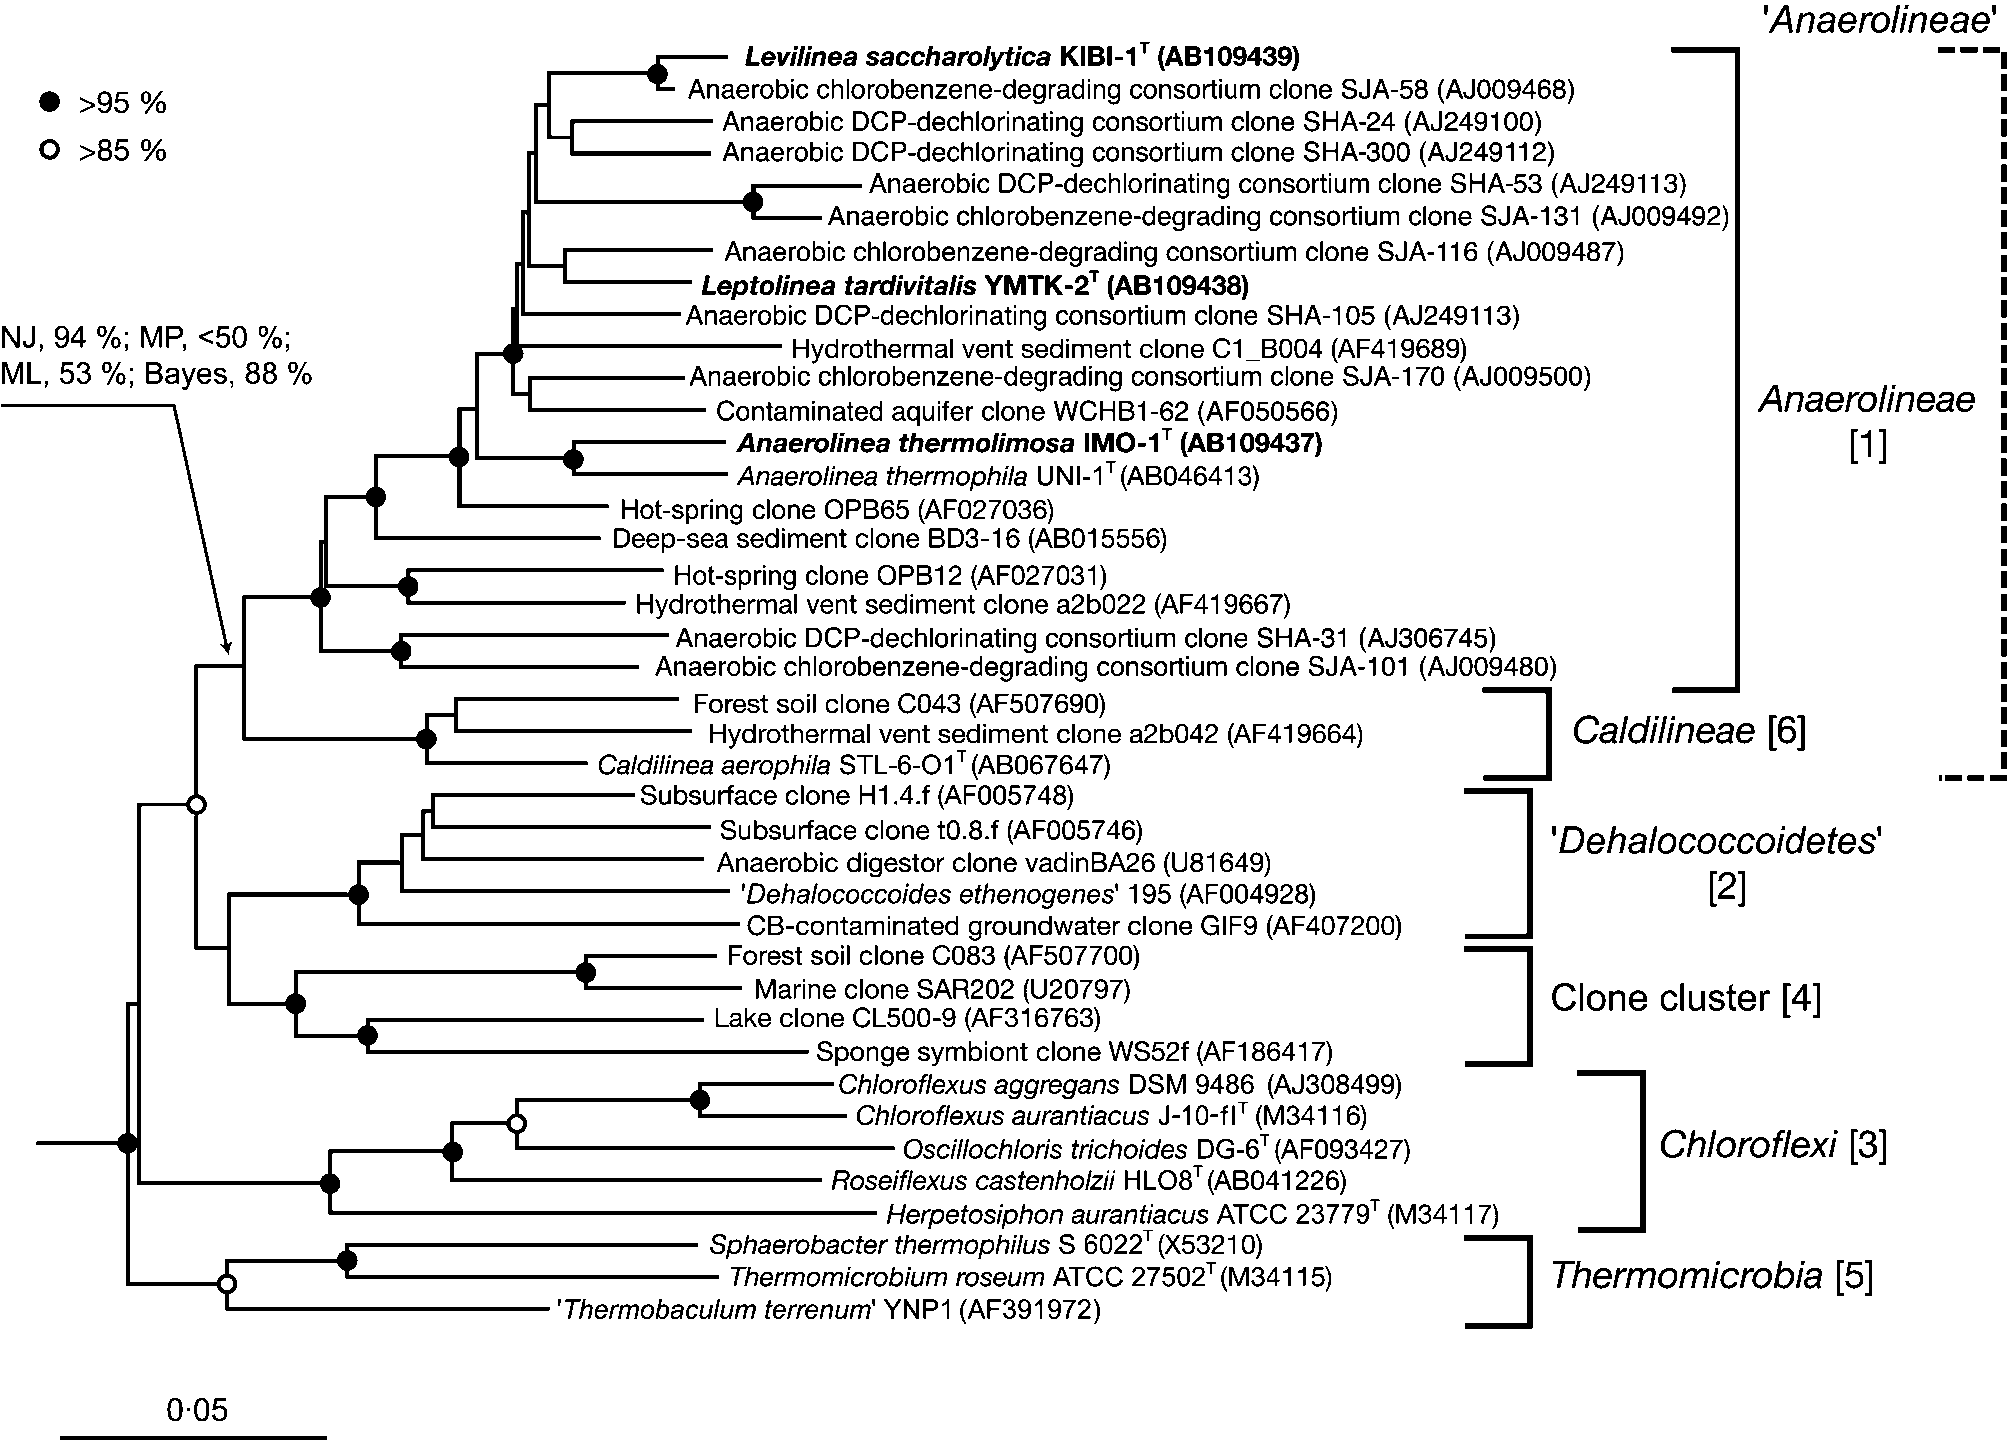 'Anaerolineae'
>95 %
>85 %
Levilinea saccharolytica KIBI-1T (AB109439)
Anaerobic chlorobenzene-degrading consortium clone SJA-58 (AJ009468)
Anaerobic DCP-dechlorinating consortium clone SHA-24 (AJ249100)
Anaerobic DCP-dechlorinating consortium clone SHA-300 (AJ249112)
Anaerobic DCP-dechlorinating consortium clone SHA-53 (AJ249113)
Anaerobic chlorobenzene-degrading consortium clone SJA-131 (AJ009492)
Anaerobic chlorobenzene-degrading consortium clone SJA-116 (AJ009487)
Leptolinea tardivitalis YMTK-2T (AB109438)
Anaerobic DCP-dechlorinating consortium clone SHA-105 (AJ249113)
NJ, 94 %; MP, <50 %;
ML, 53 %; Bayes, 88 %
Hydrothermal vent sediment clone C1_B004 (AF419689)
Anaerobic chlorobenzene-degrading consortium clone SJA-170 (AJ009500)
Contaminated aquifer clone WCHB1-62 (AF050566)
Anaerolinea thermolimosa IMO-1T (AB109437)
Anaerolinea thermophila UNI-1T (AB046413)
Hot-spring clone OPB65 (AF027036)
Deep-sea sediment clone BD3-16 (AB015556)
Hot-spring clone OPB12 (AF027031)
Hydrothermal vent sediment clone a2b022 (AF419667)
Anaerobic DCP-dechlorinating consortium clone SHA-31 (AJ306745)
Anaerobic chlorobenzene-degrading consortium clone SJA-101 (AJ009480)
Anaerolineae
[1]
Forest soil clone C043 (AF507690)
Hydrothermal vent sediment clone a2b042 (AF419664)
Caldilinea aerophila STL-6-O1T (AB067647)
Caldilineae [6]
Subsurface clone H1.4.f (AF005748)
Subsurface clone t0.8.f (AF005746)
Anaerobic digestor clone vadinBA26 (U81649)
'Dehalococcoides ethenogenes' 195 (AF004928)
CB-contaminated groundwater clone GIF9 (AF407200)
'Dehalococcoidetes'
[2]
Forest soil clone C083 (AF507700)
Marine clone SAR202 (U20797)
Lake clone CL500-9 (AF316763)
Sponge symbiont clone WS52f (AF186417)
Clone cluster [4]
Chloroflexus aggregans DSM 9486 (AJ308499)
Chloroflexus aurantiacus J-10-flT (M34116)
Oscillochloris trichoides DG-6T (AF093427)
Roseiflexus castenholzii HLO8T (AB041226)
Herpetosiphon aurantiacus ATCC 23779T (M34117)
Chloroflexi [3]
Sphaerobacter thermophilus S 6022T (X53210)
Thermomicrobium roseum ATCC 27502T (M34115)
'Thermobaculum terrenum' YNP1 (AF391972)
Thermomicrobia [5]
0·05